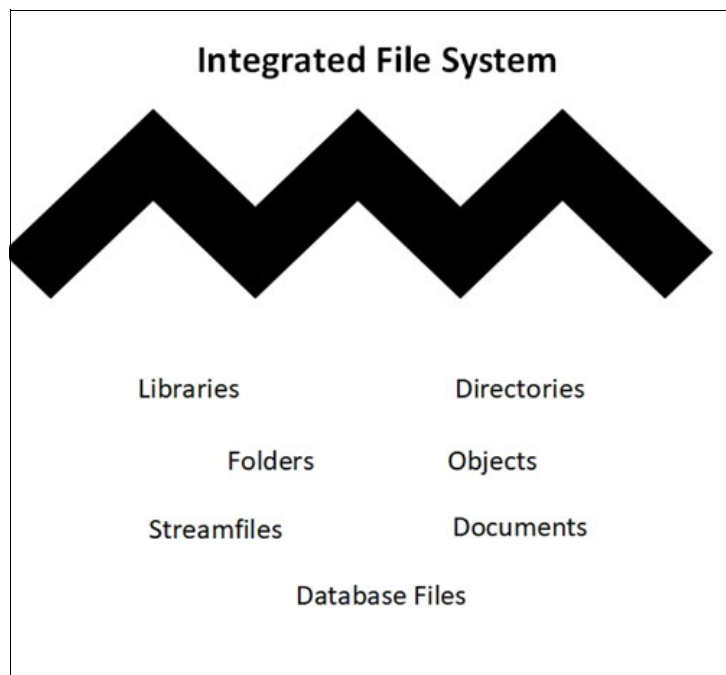 Integrated File System
Libraries
Directories
Folders
Objects
Streamfiles
Documents
Database Files